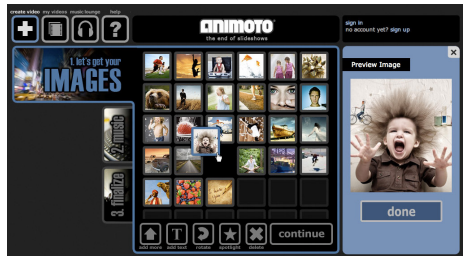 create video my videos music lounge help
?
animoto
the end of slideshows
sign in
no account yet? sign up
1. let's get your
IMAGES
2. music
3. finalize
Preview Image
done
T
add more add text rotate spotlight delete
continue